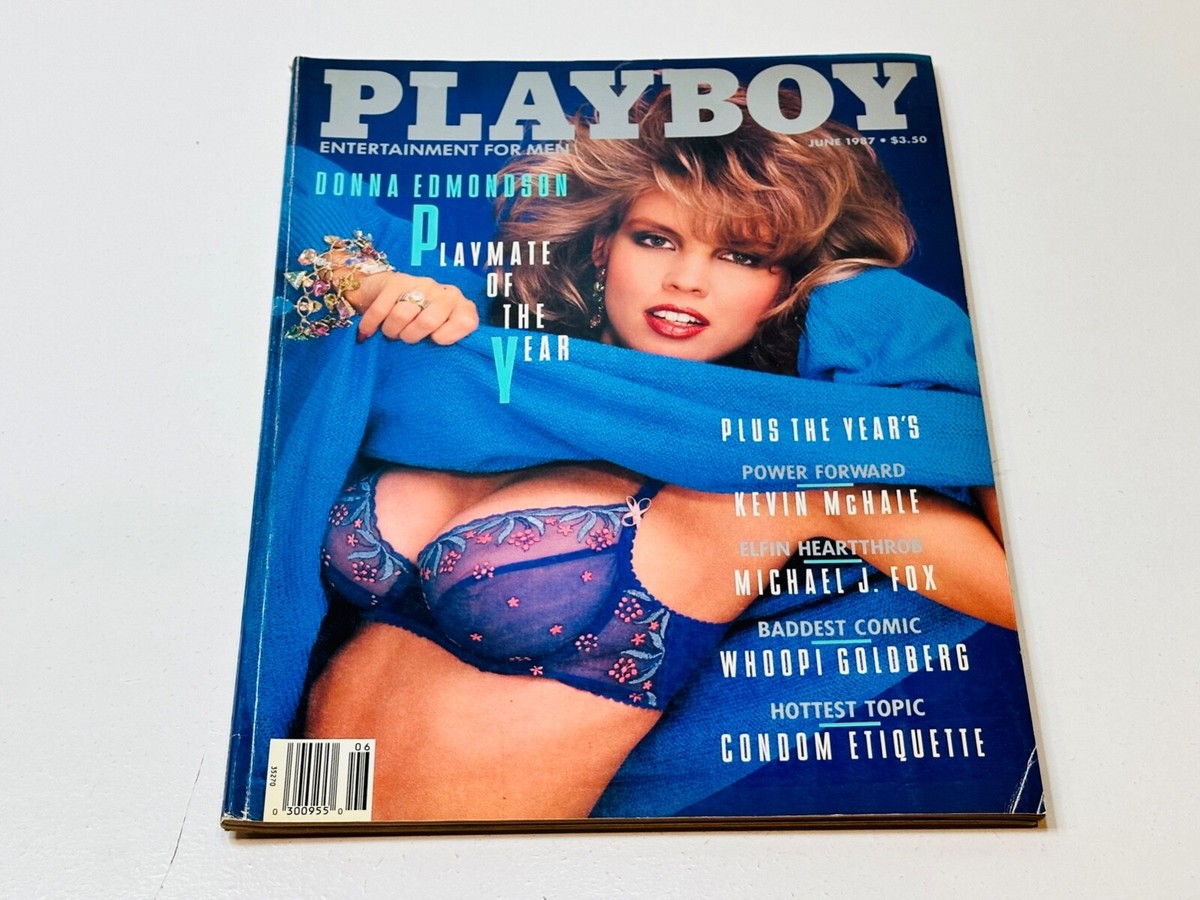 PLAYBOY
ENTERTAINMENT FOR MEN
JUNE 1987 • $3.50
DONNA EDMONDSON
PLAYMATE
OF
THE
YEAR
PLUS THE YEAR'S
POWER FORWARD
KEVIN McHALE
ELFIN HEARTTHROB
MICHAEL J. FOX
BADDEST COMIC
WHOOPI GOLDBERG
HOTTEST TOPIC
CONDOM ETIQUETTE
06
35270
0 300955 0